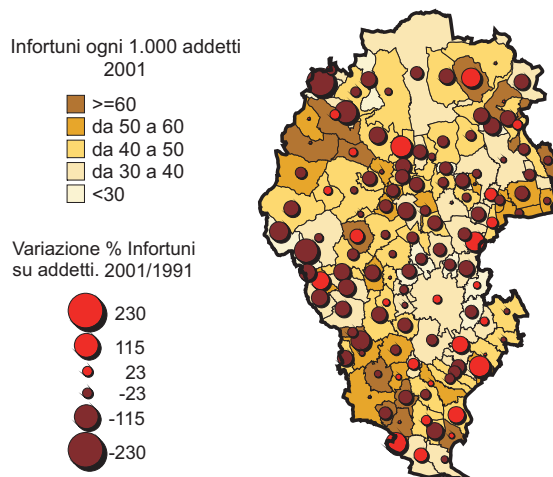 Infortuni ogni 1.000 addetti
2001
>=60
da 50 a 60
da 40 a 50
da 30 a 40
<30
Variazione % Infortuni
su addetti. 2001/1991
230
115
23
-23
-115
-230